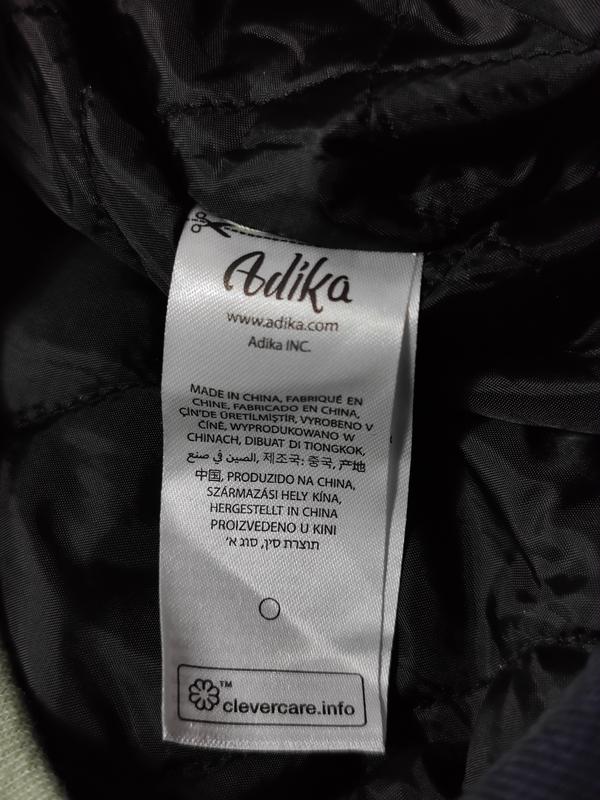 Adika
www.adika.com
Adika INC.
MADE IN CHINA, FABRIQUÉ EN
CHINE, FABRICADO EN CHINA,
ÇİN'DE ÜRETİLMİŞTİR, VYROBENO V
ČÍNĚ, WYPRODUKOWANO W
CHINACH, DIBUAT DI TIONGKOK,
الصين في صنع, 제조국: 중국, 产地
中国, PRODUZIDO NA CHINA,
SZÁRMAZÁSI HELY KÍNA,
HERGESTELLT IN CHINA
PROIZVEDENO U KINI
תוצרת סין, סוג א'
™
clevercare.info